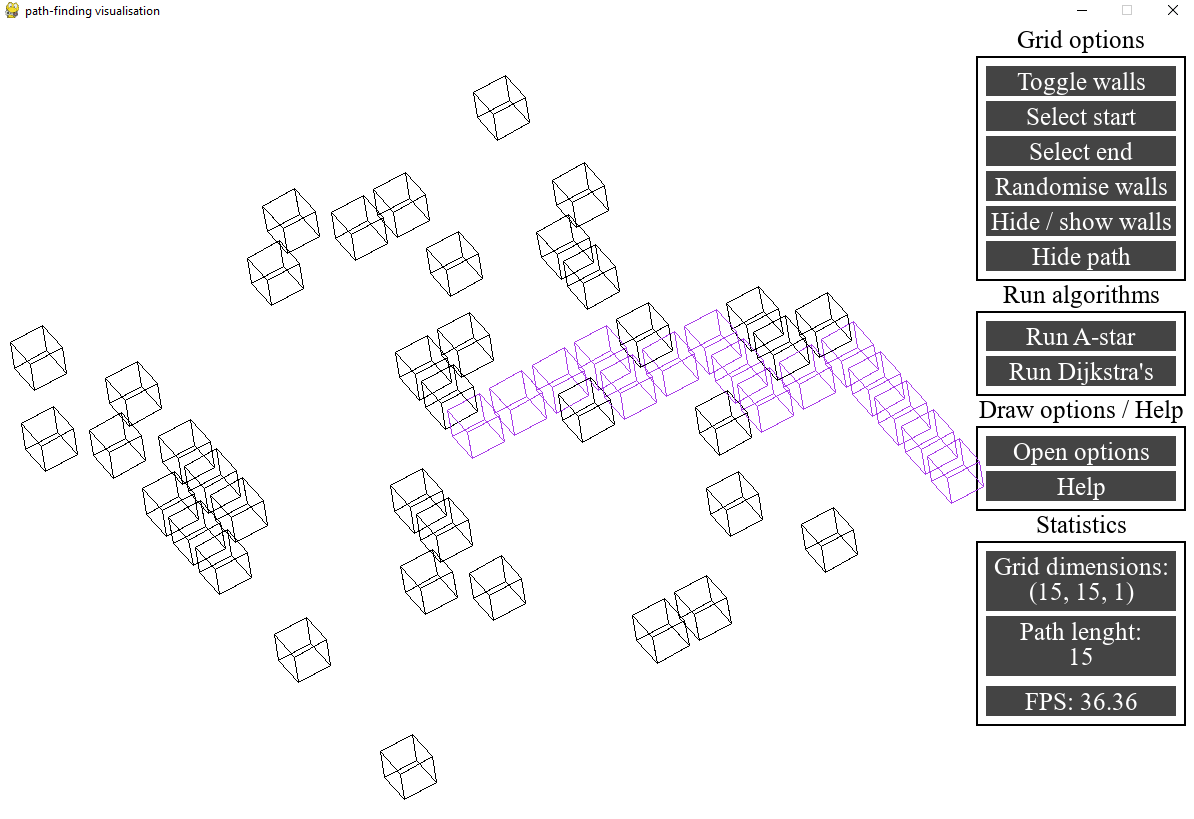 path-finding visualisation
Grid options
Toggle walls
Select start
Select end
Randomise walls
Hide / show walls
Hide path
Run algorithms
Run A-star
Run Dijkstra's
Draw options / Help
Open options
Help
Statistics
Grid dimensions:
(15, 15, 1)
Path lenght:
15
FPS: 36.36